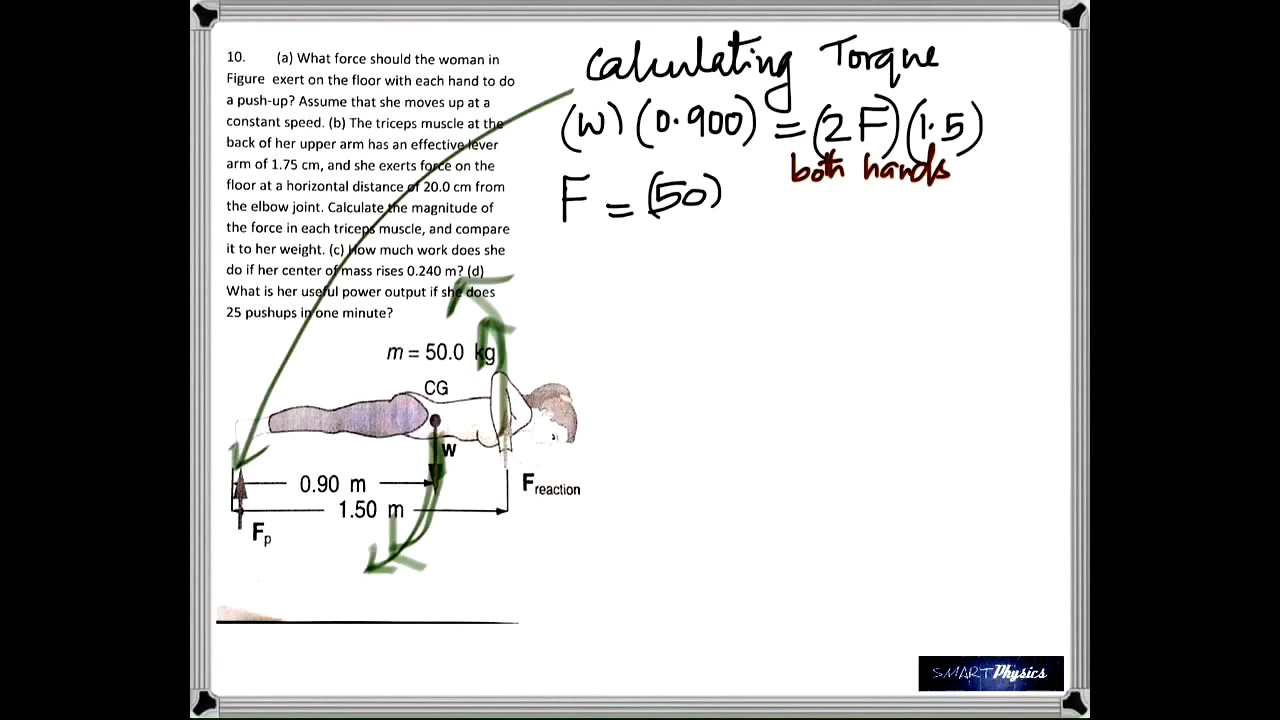 10. (a) What force should the woman in
Figure exert on the floor with each hand to do
a push-up? Assume that she moves up at a
constant speed. (b) The triceps muscle at the
back of her upper arm has an effective lever
arm of 1.75 cm, and she exerts force on the
floor at a horizontal distance of 20.0 cm from
the elbow joint. Calculate the magnitude of
the force in each triceps muscle, and compare
it to her weight. (c) How much work does she
do if her center of mass rises 0.240 m? (d)
What is her useful power output if she does
25 pushups in one minute?
m = 50.0 kg
CG
W
0.90 m
Freaction
1.50 m
Fp
Calculating Torque
(W) (0.900) = (2F) (1.5)
both hands
F = (50)
SMART Physics